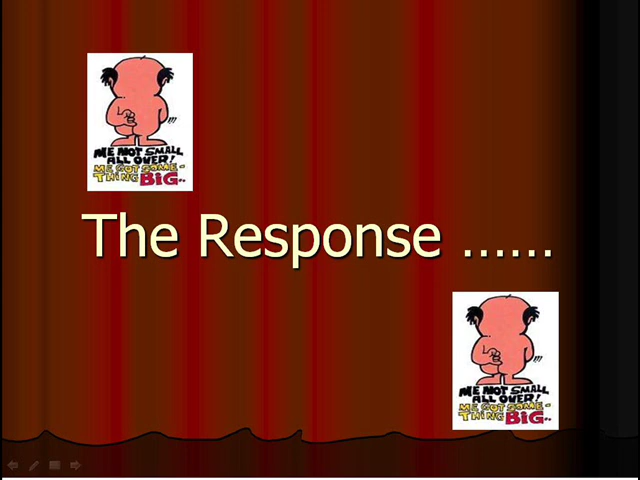 ME NOT SMALL
ALL OVER!
ME GOT SOME-
THING BIG..
The Response ......
ME NOT SMALL
ALL OVER!
ME GOT SOME-
THING BIG..